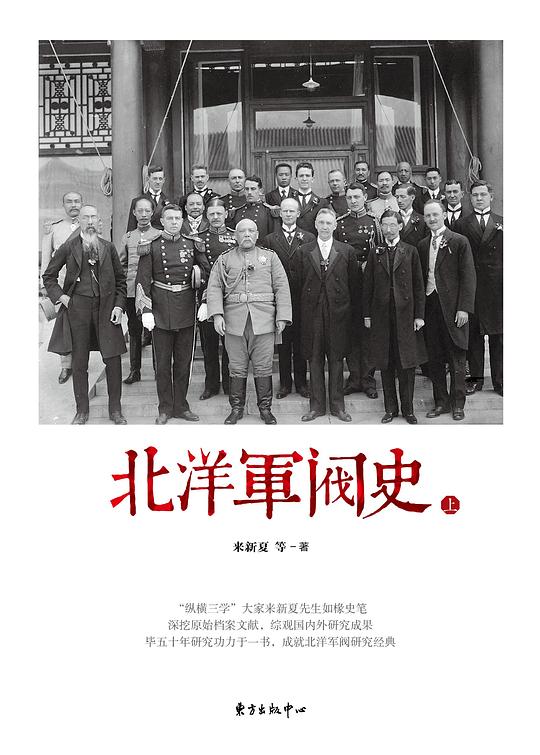 北洋軍阀史 上
来新夏 等－著
“纵横三学”大家来新夏先生如椽史笔
深挖原始档案文献，综观国内外研究成果
毕五十年研究功力于一书，成就北洋军阀研究经典
东方出版中心